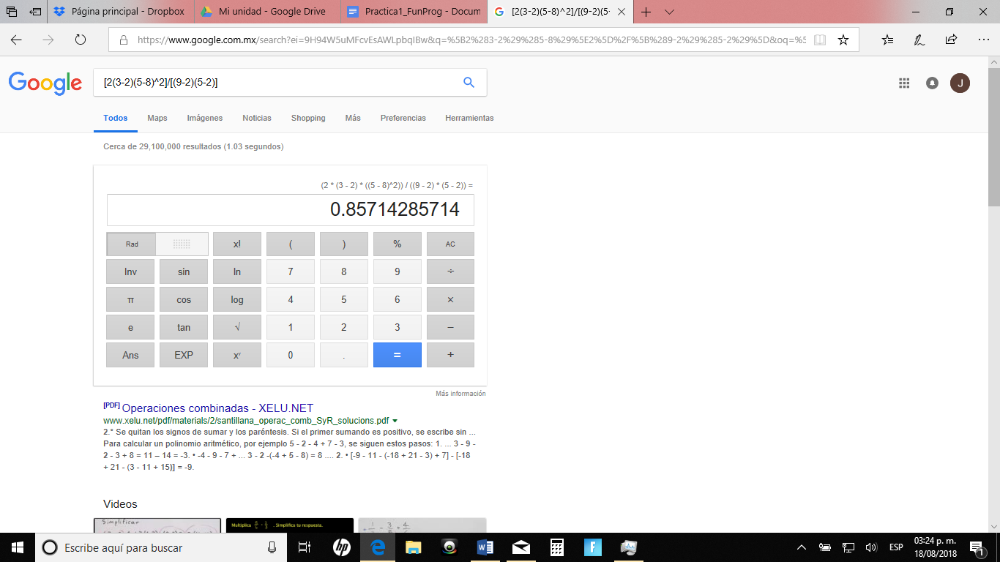 Página principal - Dropbox
Mi unidad - Google Drive
Practica1_FunProg - Docum
[2(3-2)(5-8)^2]/[(9-2)(5-
https://www.google.com.mx/search?ei=9H94W5uMFcvEsAWLpbqIBw&q=%5B2%283-2%29%285-8%29%5E2%5D%2F%5B%289-2%29%285-2%29%5D&oq=%5
Google
[2(3-2)(5-8)^2]/[(9-2)(5-2)]
J
Todos Maps Imágenes Noticias Shopping Más Preferencias Herramientas
Cerca de 29,100,000 resultados (1.03 segundos)
(2 * (3 - 2) * ((5 - 8)^2)) / ((9 - 2) * (5 - 2)) =
0.85714285714
Rad x! ( ) % AC
Inv sin ln 7 8 9 ÷
π cos log 4 5 6 ×
e tan √ 1 2 3 −
Ans EXP xʸ 0 . = +
Más información
[PDF] Operaciones combinadas - XELU.NET
www.xelu.net/pdf/materials/2/santillana_operac_comb_SyR_solucions.pdf
2.° Se quitan los signos de sumar y los paréntesis. Si el primer sumando es positivo, se escribe sin ...
Para calcular un polinomio aritmético, por ejemplo 5 - 2 - 4 + 7 - 3, se siguen estos pasos: 1. ... 3 - 9 -
2 - 3 + 8 = 11 – 14 = -3. • -4 - 9 - 7 + ... 3 - 2 -(-4 + 5 - 8) = 8 .... 2. • [-9 - 11 - (-18 + 21 - 3) + 7] - [-18
+ 21 - (3 - 11 + 15)] = -9.
Videos
Simplificar
Multiplica . Simplifica tu respuesta.
Escribe aquí para buscar
hp
ESP
03:24 p. m.
18/08/2018
1